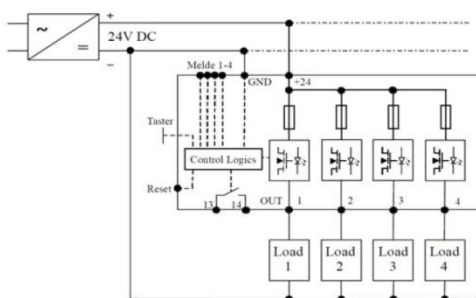 +
~
=
24V DC
–
Melde 1-4
GND
+24
Taster
Control Logics
Reset
13
14
OUT
1
2
3
4
Load
1
Load
2
Load
3
Load
4